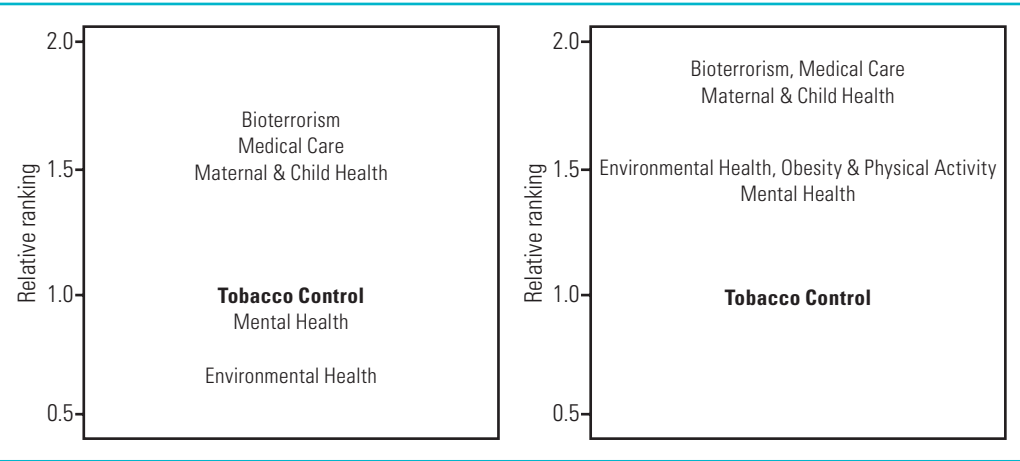 2.0
Bioterrorism
Medical Care
1.5
Maternal & Child Health
Relative ranking
1.0
Tobacco Control
Mental Health
Environmental Health
0.5
2.0
Bioterrorism, Medical Care
Maternal & Child Health
1.5
Environmental Health, Obesity & Physical Activity
Mental Health
Relative ranking
1.0
Tobacco Control
0.5